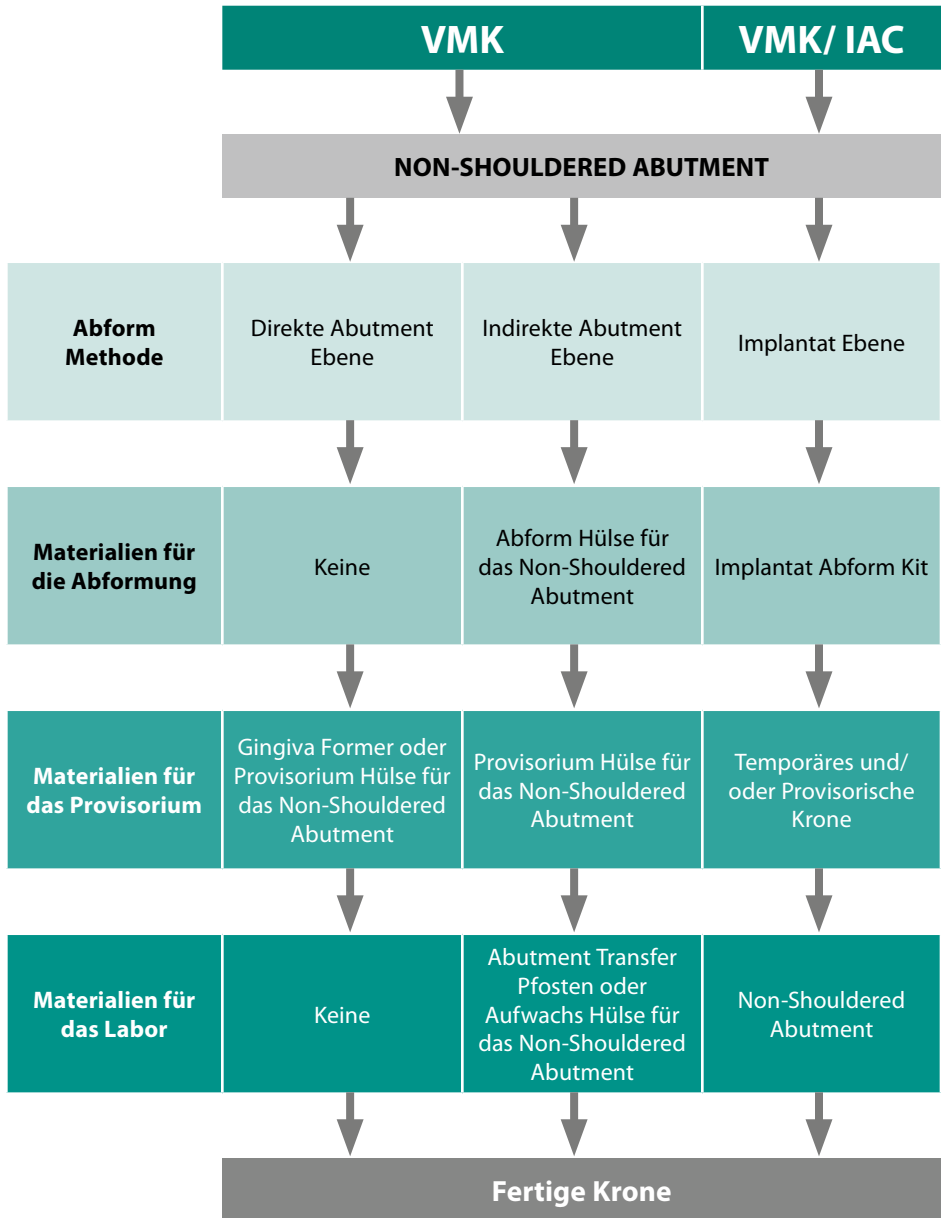 VMK
VMK/ IAC
NON-SHOULDERED ABUTMENT
Abform
Methode
Direkte Abutment
Ebene
Indirekte Abutment
Ebene
Implantat Ebene
Materialien für
die Abformung
Keine
Abform Hülse für
das Non-Shouldered
Abutment
Implantat Abform Kit
Materialien für
das Provisorium
Gingiva Former oder
Provisorium Hülse für
das Non-Shouldered
Abutment
Provisorium Hülse für
das Non-Shouldered
Abutment
Temporäres und/
oder Provisorische
Krone
Materialien für
das Labor
Keine
Abutment Transfer
Pfosten oder
Aufwachs Hülse für
das Non-Shouldered
Abutment
Non-Shouldered
Abutment
Fertige Krone